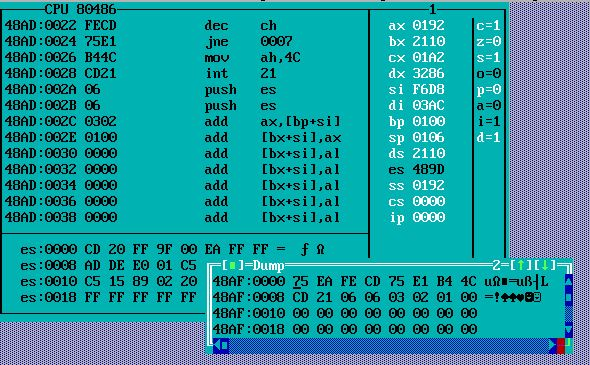 CPU 80486 1
48AD:0022 FECD dec ch ax 0192 c=1
48AD:0024 75E1 jne 0007 bx 2110 z=0
48AD:0026 B44C mov ah,4C cx 01A2 s=1
48AD:0028 CD21 int 21 dx 3286 o=0
48AD:002A 06 push es si F6D8 p=0
48AD:002B 06 push es di 03AC a=0
48AD:002C 0302 add ax,[bp+si] bp 0100 i=1
48AD:002E 0100 add [bx+si],ax sp 0106 d=1
48AD:0030 0000 add [bx+si],al ds 2110
48AD:0032 0000 add [bx+si],al es 489D
48AD:0034 0000 add [bx+si],al ss 0192
48AD:0036 0000 add [bx+si],al cs 0000
48AD:0038 0000 add [bx+si],al ip 0000
es:0000 CD 20 FF 9F 00 EA FF FF = ƒ Ω
es:0008 AD DE E0 01 C5
es:0010 C5 15 89 02 20
es:0018 FF FF FF FF FF
[■]=Dump 2=[↑][↓]
48AF:0000 75 EA FE CD 75 E1 B4 4C uΩ■═uß┤L
48AF:0008 CD 21 06 06 03 02 01 00 ═!♠♠♥☻☺
48AF:0010 00 00 00 00 00 00 00 00
48AF:0018 00 00 00 00 00 00 00 00